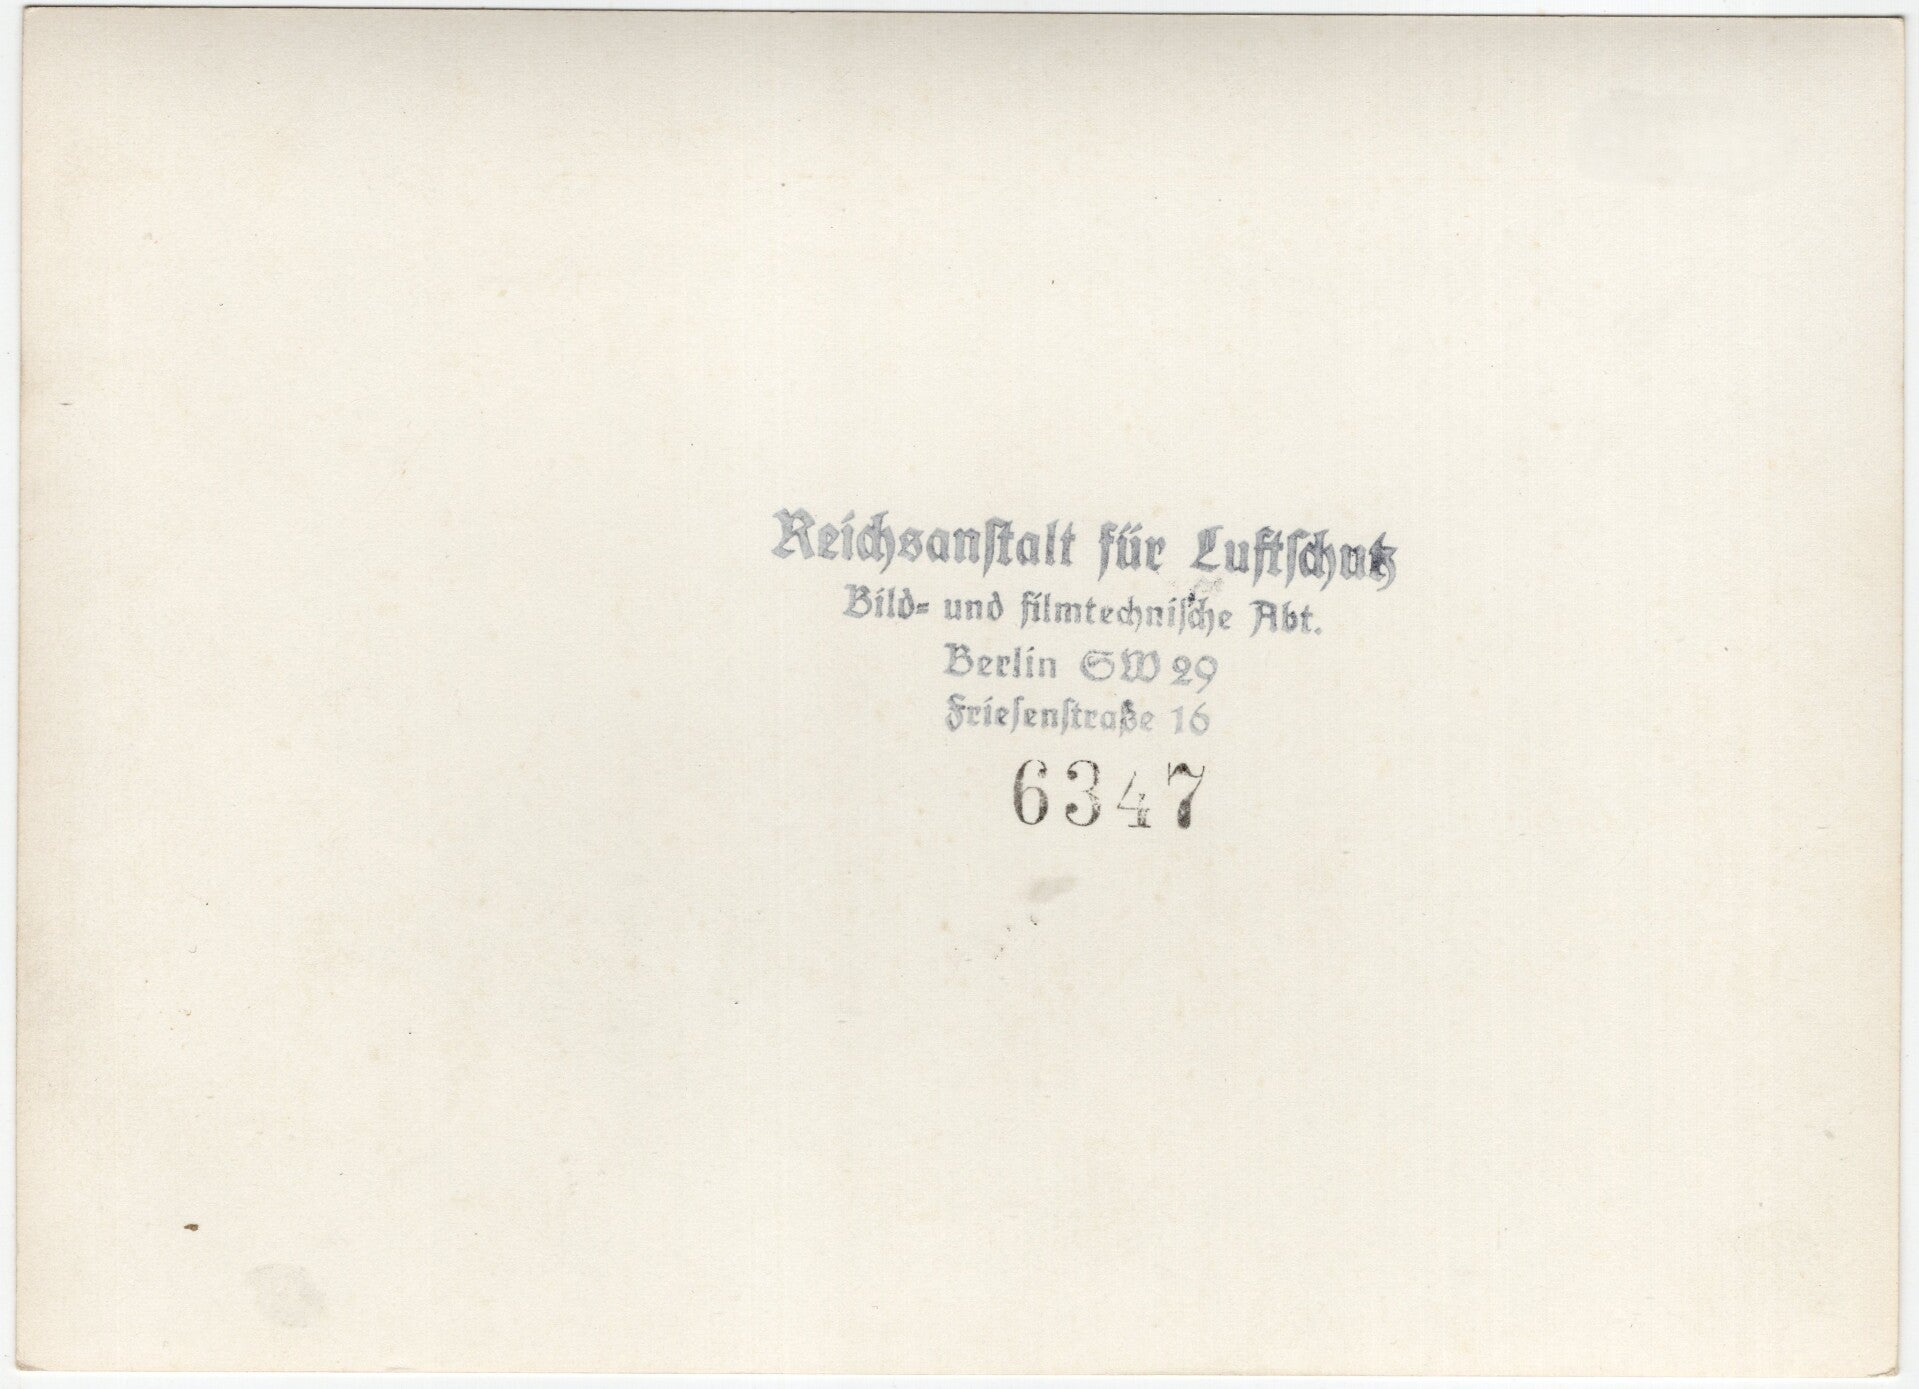 Reichsanstalt für Luftschutz
Bild- und filmtechnische Abt.
Berlin SW 29
Friesenstraße 16
6347